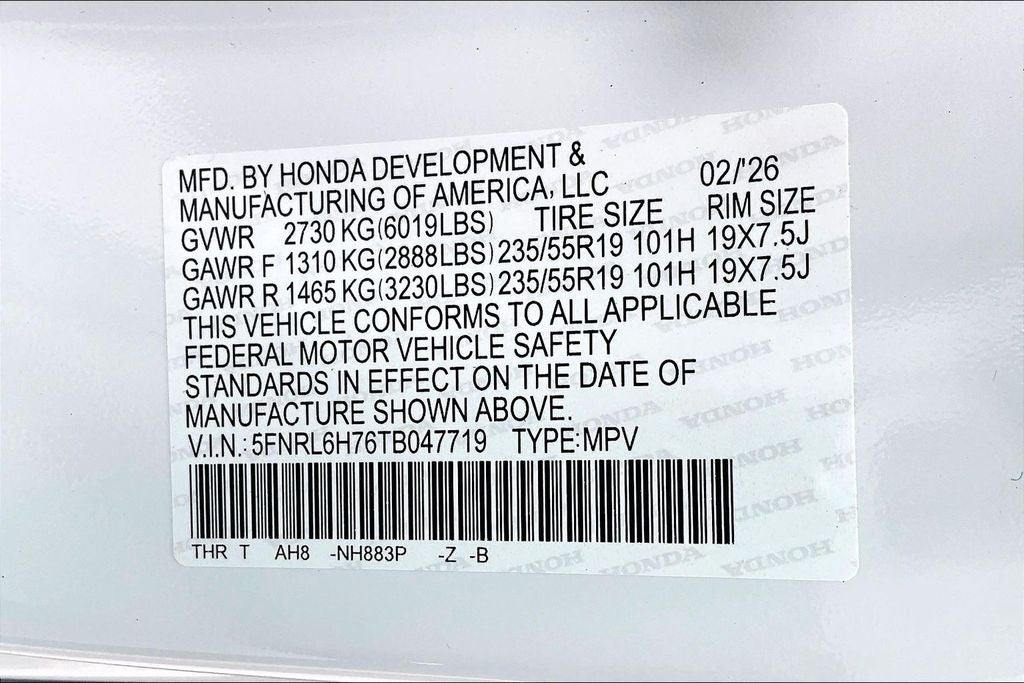 MFD. BY HONDA DEVELOPMENT &
MANUFACTURING OF AMERICA, LLC 02/'26
GVWR 2730 KG(6019LBS) TIRE SIZE RIM SIZE
GAWR F 1310 KG(2888LBS) 235/55R19 101H 19X7.5J
GAWR R 1465 KG(3230LBS) 235/55R19 101H 19X7.5J
THIS VEHICLE CONFORMS TO ALL APPLICABLE
FEDERAL MOTOR VEHICLE SAFETY
STANDARDS IN EFFECT ON THE DATE OF
MANUFACTURE SHOWN ABOVE.
V.I.N.: 5FNRL6H76TB047719 TYPE:MPV
THR T AH8 -NH883P -Z -B